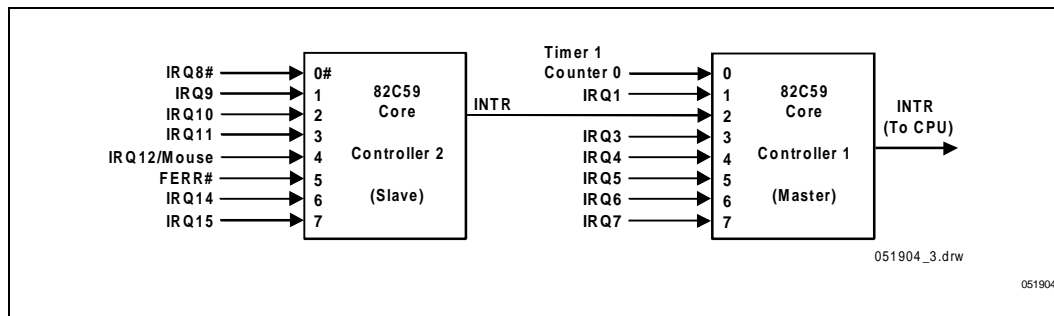 IRQ8#
IRQ9
IRQ10
IRQ11
IRQ12/Mouse
FERR#
IRQ14
IRQ15
0#
1
2
3
4
5
6
7
82C59
Core
Controller 2
(Slave)
INTR
Timer 1
Counter 0
IRQ1
IRQ3
IRQ4
IRQ5
IRQ6
IRQ7
0
1
2
3
4
5
6
7
82C59
Core
Controller 1
(Master)
INTR
(To CPU)
051904_3.drw
051904